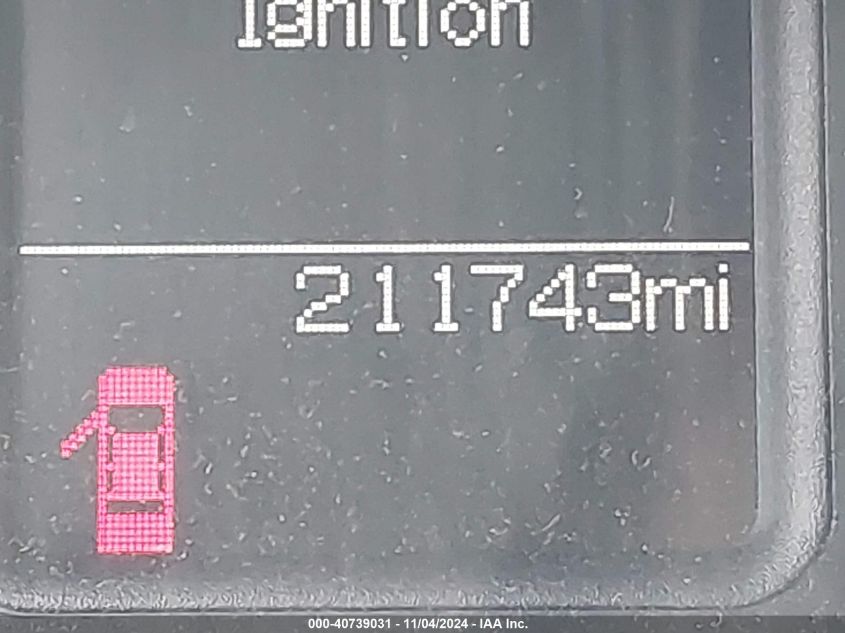 Ignition
211743mi
000-40739031 - 11/04/2024 - IAA Inc.